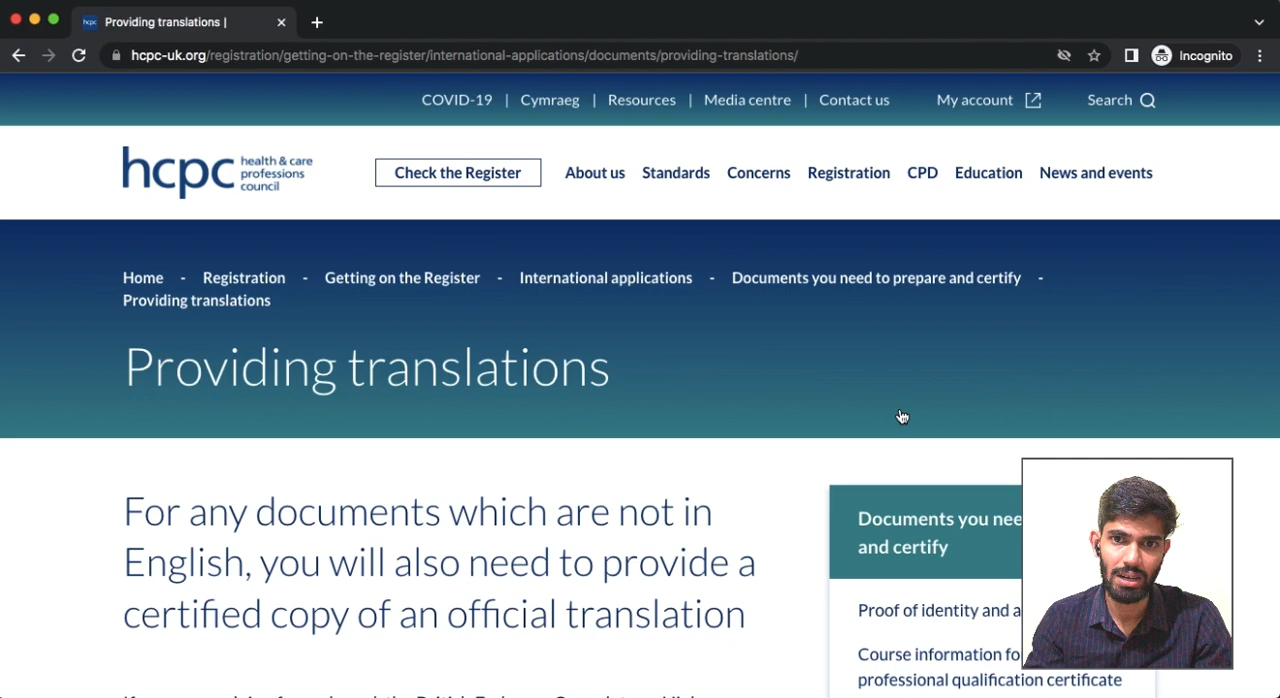 Providing translations |
hcpc-uk.org/registration/getting-on-the-register/international-applications/documents/providing-translations/
Incognito
COVID-19 | Cymraeg | Resources | Media centre | Contact us My account Search
hcpc health & care professions council
Check the Register About us Standards Concerns Registration CPD Education News and events
Home - Registration - Getting on the Register - International applications - Documents you need to prepare and certify -
Providing translations
Providing translations
For any documents which are not in
English, you will also need to provide a
certified copy of an official translation
Documents you nee
and certify
Proof of identity and a
Course information fo
professional qualification certificate